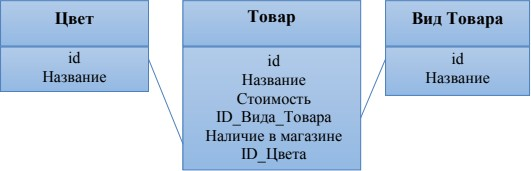 Цвет
id
Название
Товар
id
Название
Стоимость
ID_Вида_Товара
Наличие в магазине
ID_Цвета
Вид Товара
id
Название